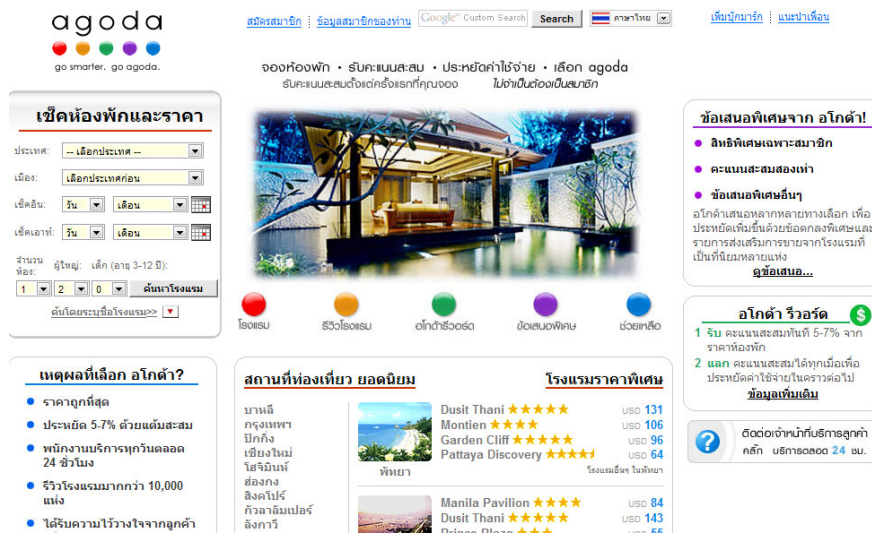 agoda
go smarter. go agoda.
สมัครสมาชิก
ข้อมูลสมาชิกของท่าน
Google™ Custom Search
Search
ภาษาไทย
เพิ่มบุ๊กมาร์ก
แนะนำเพื่อน
จองห้องพัก • รับคะแนนสะสม • ประหยัดค่าใช้จ่าย • เลือก agoda
รับคะแนนสะสมตั้งแต่ครั้งแรกที่คุณจอง ไม่จำเป็นต้องเป็นสมาชิก
เช็คห้องพักและราคา
ประเทศ: -- เลือกประเทศ --
เมือง: เลือกประเทศก่อน
เช็คอิน: วัน เดือน
เช็คเอาท์: วัน เดือน
จำนวน
ห้อง:
ผู้ใหญ่: เด็ก (อายุ 3-12 ปี):
1 2 0 ค้นหาโรงแรม
ค้นโดยระบุชื่อโรงแรม>>
โรงแรม
รีวิวโรงแรม
อโกด้ารีวอร์ด
ข้อเสนอพิเศษ
ช่วยเหลือ
ข้อเสนอพิเศษจาก อโกด้า!
สิทธิพิเศษเฉพาะสมาชิก
คะแนนสะสมสองเท่า
ข้อเสนอพิเศษอื่นๆ
อโกด้าเสนอหลากหลายทางเลือก เพื่อ
ประหยัดเพิ่มขึ้นด้วยข้อตกลงพิเศษและ
รายการส่งเสริมการขายจากโรงแรมที่
เป็นที่นิยมหลายแห่ง
ดูข้อเสนอ...
อโกด้า รีวอร์ด
$
1 รับ คะแนนสะสมทันที 5-7% จาก
ราคาห้องพัก
2 แลก คะแนนสะสมได้ทุกเมื่อเพื่อ
ประหยัดค่าใช้จ่ายในคราวต่อไป
ข้อมูลเพิ่มเติม
?
ติดต่อเจ้าหน้าที่บริการลูกค้า
คลิ๊ก บริการตลอด 24 ชม.
เหตุผลที่เลือก อโกด้า?
ราคาถูกที่สุด
ประหยัด 5-7% ด้วยแต้มสะสม
พนักงานบริการทุกวันตลอด
24 ชั่วโมง
รีวิวโรงแรมมากกว่า 10,000
แห่ง
ได้รับความไว้วางใจจากลูกค้า
สถานที่ท่องเที่ยว ยอดนิยม
โรงแรมราคาพิเศษ
บาหลี
กรุงเทพฯ
ปักกิ่ง
เชียงใหม่
โฮจิมินห์
ฮ่องกง
สิงคโปร์
กัวลาลัมเปอร์
ลังกาวี
พัทยา
Dusit Thani USD 131
Montien USD 106
Garden Cliff USD 96
Pattaya Discovery USD 64
โรงแรมอื่นๆ ในพัทยา
Manila Pavilion USD 84
Dusit Thani USD 143
Prince Plaza USD 55